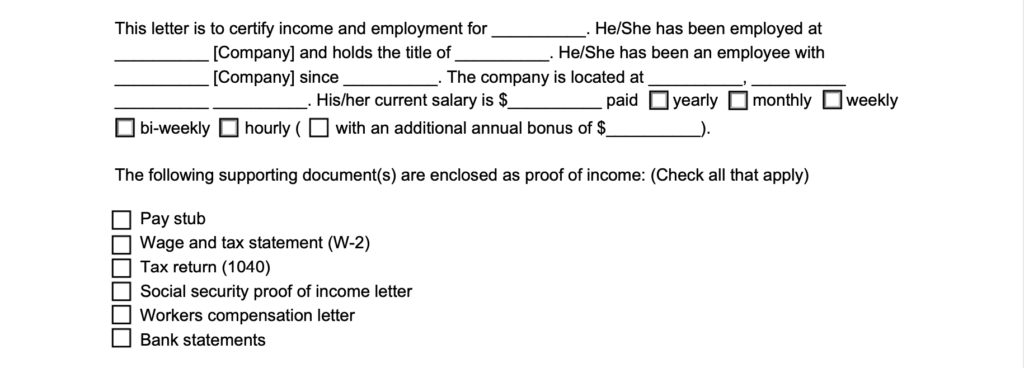 This letter is to certify income and employment for __________. He/She has been employed at
__________ [Company] and holds the title of __________. He/She has been an employee with
__________ [Company] since __________. The company is located at __________, __________
__________ __________. His/her current salary is $__________ paid ☐ yearly ☐ monthly ☐ weekly
☐ bi-weekly ☐ hourly ( ☐ with an additional annual bonus of $__________).
The following supporting document(s) are enclosed as proof of income: (Check all that apply)
☐ Pay stub
☐ Wage and tax statement (W-2)
☐ Tax return (1040)
☐ Social security proof of income letter
☐ Workers compensation letter
☐ Bank statements